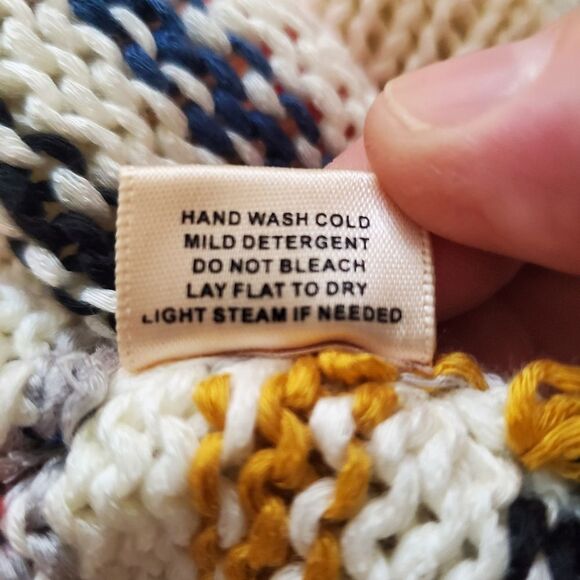 HAND WASH COLD
MILD DETERGENT
DO NOT BLEACH
LAY FLAT TO DRY
LIGHT STEAM IF NEEDED